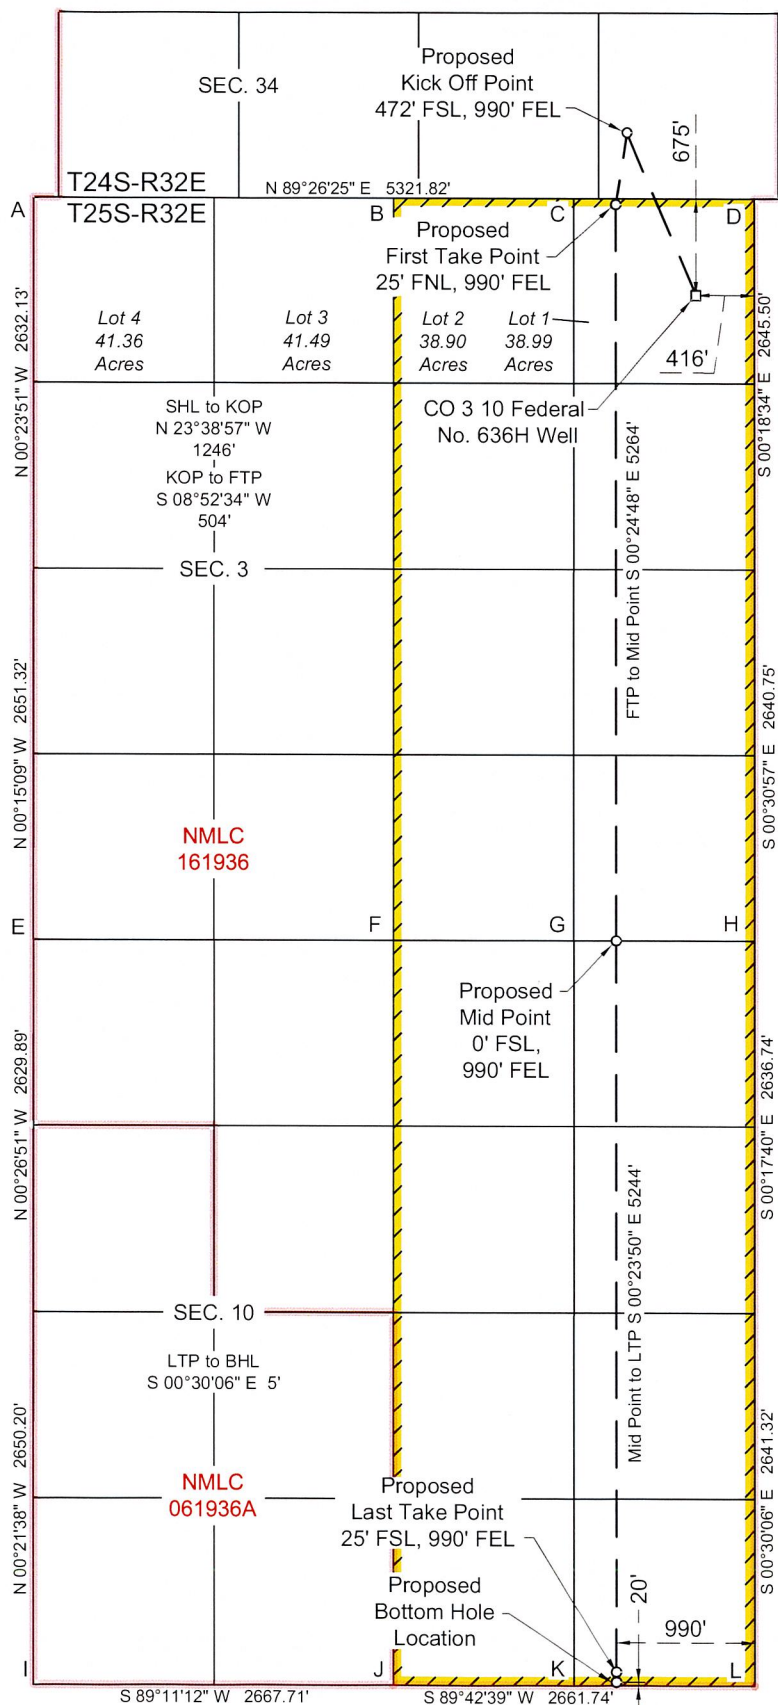 Proposed
Kick Off Point
472' FSL, 990' FEL
SEC. 34
675'
T24S-R32E
N 89°26'25" E 5321.82'
A
T25S-R32E
B
C
D
Proposed
First Take Point
25' FNL, 990' FEL
N 00°23'51" W 2632.13'
S 00°18'34" E 2645.50'
Lot 4
41.36
Acres
Lot 3
41.49
Acres
Lot 2
38.90
Acres
Lot 1
38.99
Acres
416'
CO 3 10 Federal
No. 636H Well
SHL to KOP
N 23°38'57" W
1246'
KOP to FTP
S 08°52'34" W
504'
SEC. 3
FTP to Mid Point S 00°24'48" E 5264'
N 00°15'09" W 2651.32'
S 00°30'57" E 2640.75'
NMLC
161936
E
F
G
H
Proposed
Mid Point
0' FSL,
990' FEL
N 00°26'51" W 2629.89'
S 00°17'40" E 2636.74'
Mid Point to LTP S 00°23'50" E 5244'
SEC. 10
LTP to BHL
S 00°30'06" E 5'
N 00°21'38" W 2650.20'
S 00°30'06" E 2641.32'
NMLC
061936A
Proposed
Last Take Point
25' FSL, 990' FEL
Proposed
Bottom Hole
Location
20'
990'
I
J
K
L
S 89°11'12" W 2667.71'
S 89°42'39" W 2661.74'